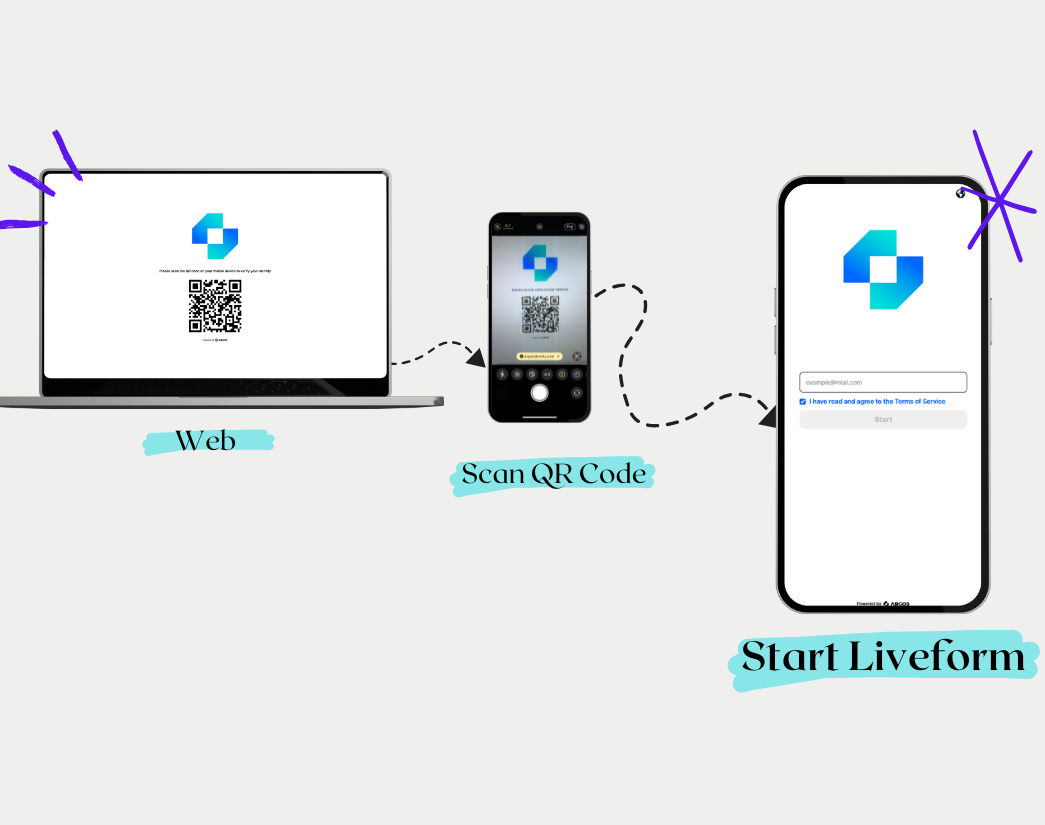 Please scan the QR code on your mobile device to verify your identity
Powered by ARGOS
Web
Scan QR Code
example@mail.com
I have read and agree to the Terms of Service
Start
Powered by ARGOS
Start Liveform